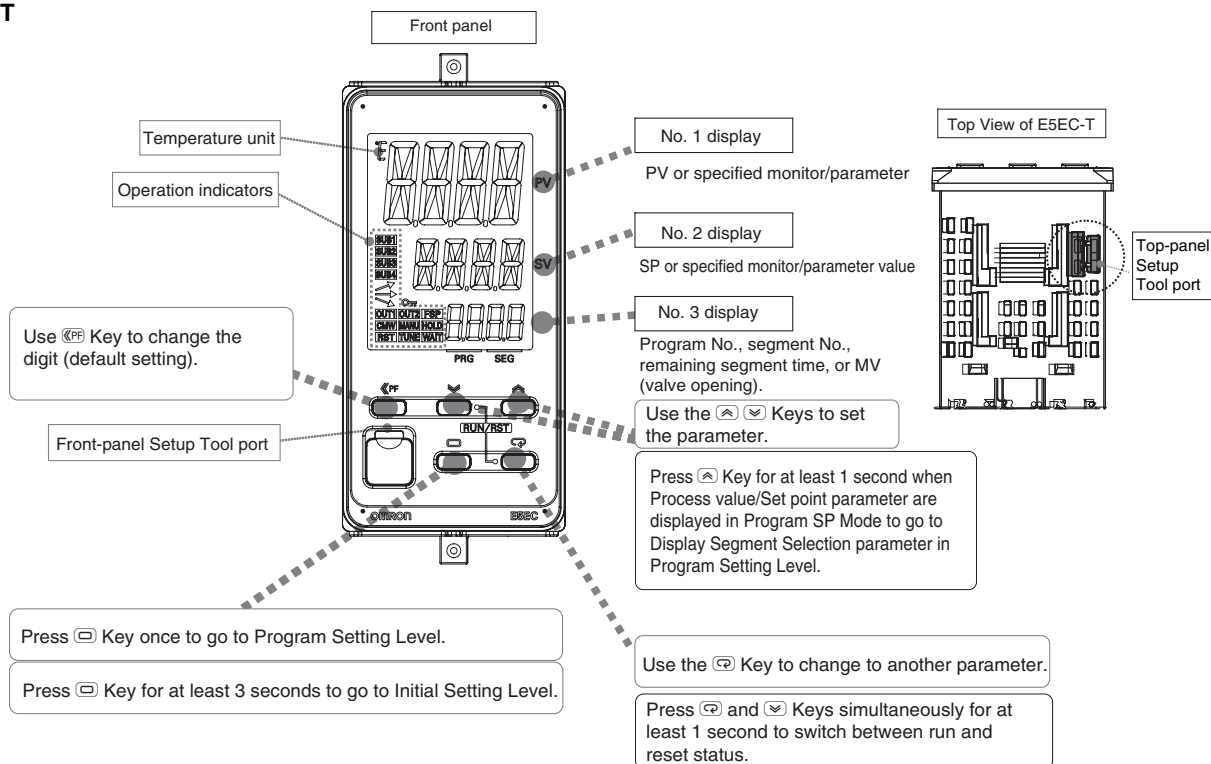 T
Front panel
Temperature unit
Operation indicators
No. 1 display
PV or specified monitor/parameter
No. 2 display
SP or specified monitor/parameter value
No. 3 display
Program No., segment No.,
remaining segment time, or MV
(valve opening).
PV
SV
SUB1
SUB2
SUB3
SUB4
OUT1 OUT2 FSP
CMW MANU HOLD
RST TUNE WAIT
PRG SEG
PF
RUN/RST
OMRON E5EC
Use PF Key to change the
digit (default setting).
Front-panel Setup Tool port
Use the Keys to set
the parameter.
Press Key for at least 1 second when
Process value/Set point parameter are
displayed in Program SP Mode to go to
Display Segment Selection parameter in
Program Setting Level.
Press Key once to go to Program Setting Level.
Press Key for at least 3 seconds to go to Initial Setting Level.
Use the Key to change to another parameter.
Press and Keys simultaneously for at
least 1 second to switch between run and
reset status.
Top View of E5EC-T
Top-panel
Setup
Tool port